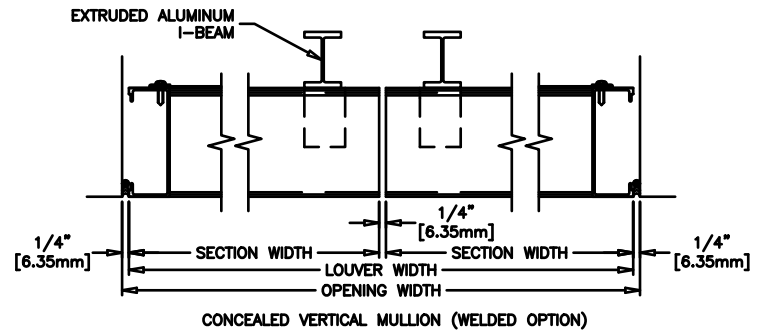 EXTRUDED ALUMINUM
I-BEAM
1/4"
[6.35mm]
1/4"
[6.35mm]
1/4"
[6.35mm]
SECTION WIDTH
SECTION WIDTH
LOUVER WIDTH
OPENING WIDTH
CONCEALED VERTICAL MULLION (WELDED OPTION)